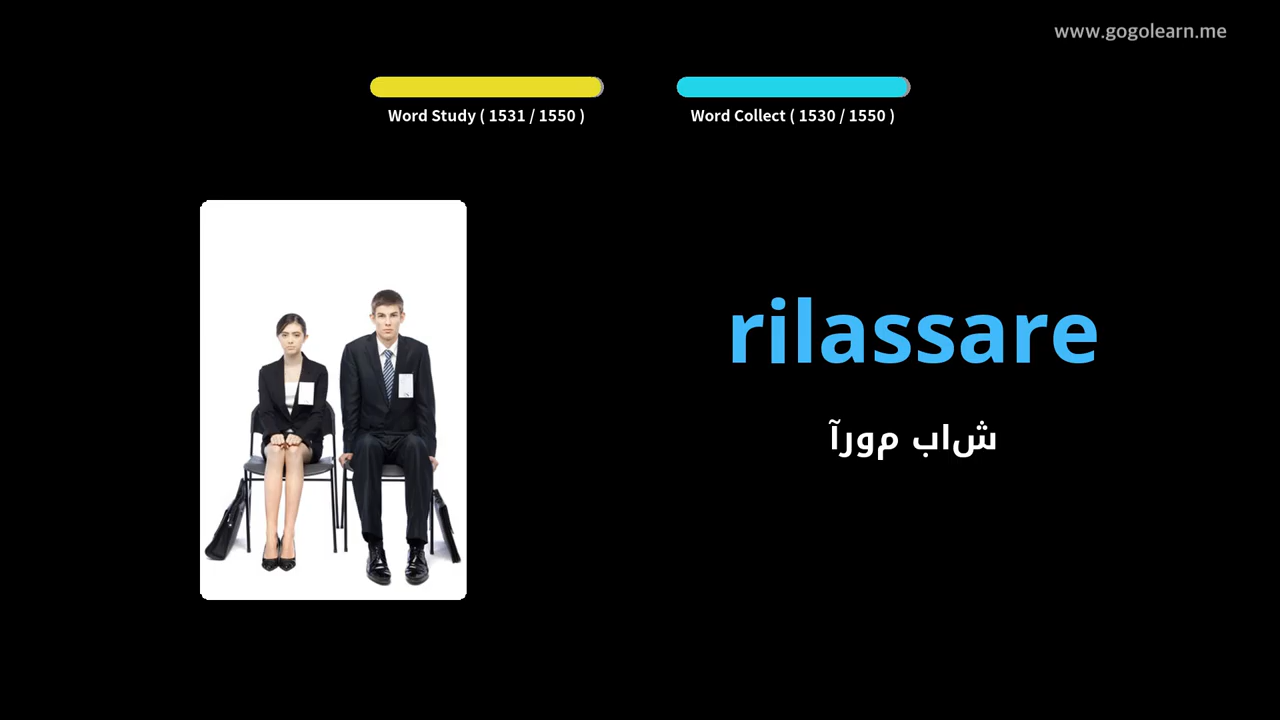 www.gogolearn.me
Word Study ( 1531 / 1550 )
Word Collect ( 1530 / 1550 )
rilassare
شاب مورآ